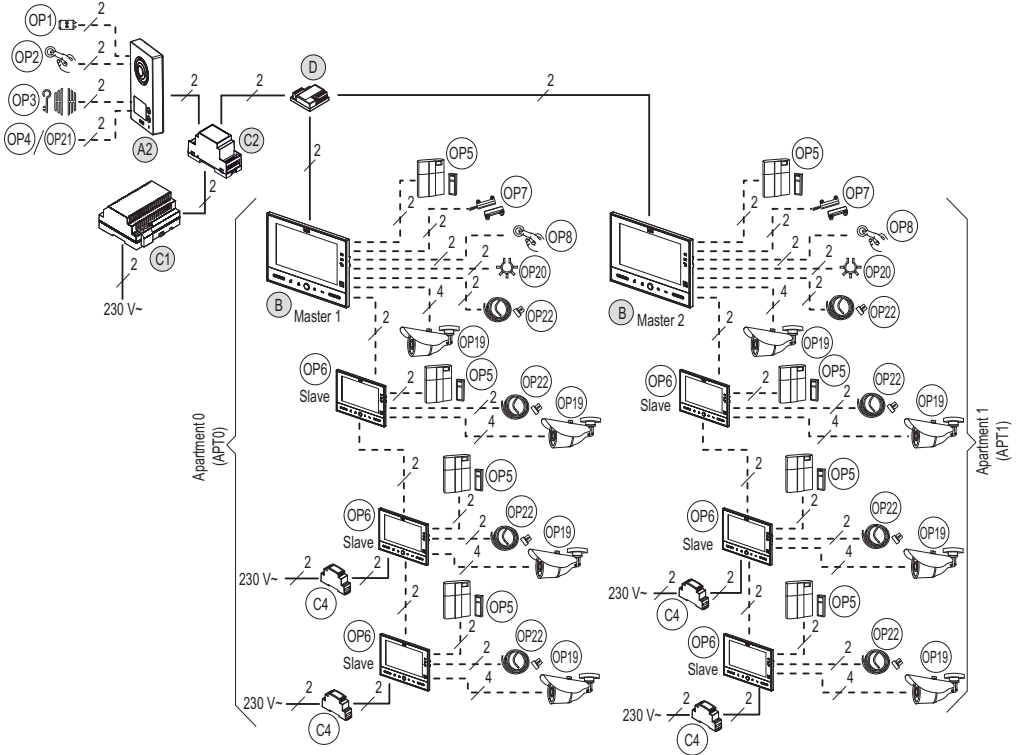 OP1
2
OP2
2
OP3
2
OP4 / OP21
2
A2
2
C2
2
D
2
2
2
C1
2
230 V~
Apartment 0
(APT0)
B
Master 1
2
OP5
2
OP7
2
OP8
2
OP20
2
OP22
4
OP19
2
OP6
Slave
2
OP5
2
OP22
4
OP19
2
OP5
OP6
Slave
2
2
OP22
4
OP19
230 V~
2
C4
2
2
OP5
OP6
Slave
2
2
OP22
4
OP19
230 V~
2
C4
2
B
Master 2
2
OP5
2
OP7
2
OP8
2
OP20
2
OP22
4
OP19
2
OP6
Slave
2
OP5
2
OP22
4
OP19
2
OP5
OP6
Slave
2
2
OP22
4
OP19
230 V~
2
C4
2
2
OP5
OP6
Slave
2
2
OP22
4
OP19
230 V~
2
C4
2
Apartment 1
(APT1)